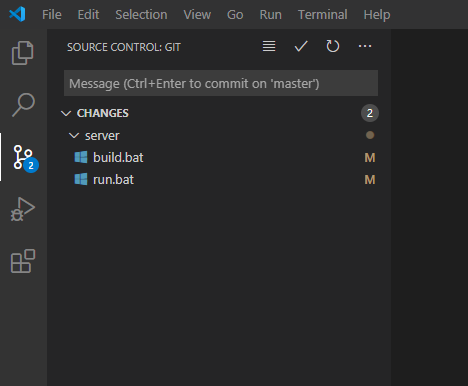 File Edit Selection View Go Run Terminal Help
SOURCE CONTROL: GIT
Message (Ctrl+Enter to commit on 'master')
CHANGES 2
server
2
build.bat M
run.bat M